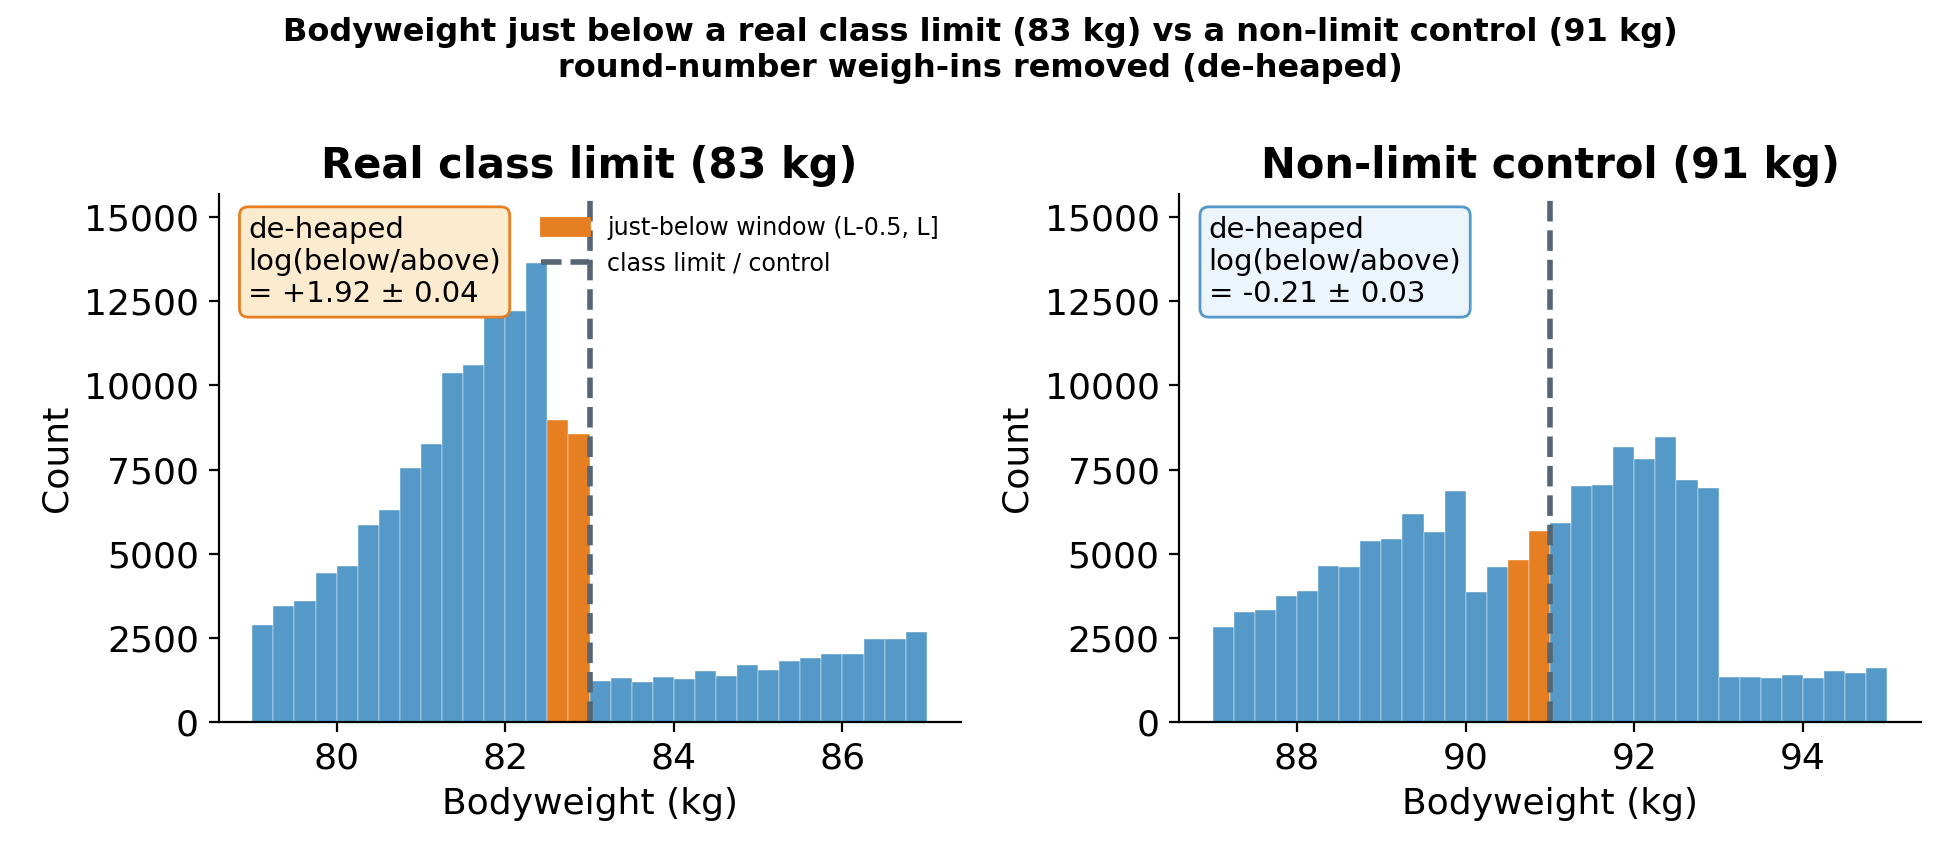 Bodyweight just below a real class limit (83 kg) vs a non-limit control (91 kg)
round-number weigh-ins removed (de-heaped)
Real class limit (83 kg)
de-heaped
log(below/above)
= +1.92 ± 0.04
just-below window (L-0.5, L]
class limit / control
15000
12500
10000
7500
5000
2500
0
Count
80 82 84 86
Bodyweight (kg)
Non-limit control (91 kg)
de-heaped
log(below/above)
= -0.21 ± 0.03
15000
12500
10000
7500
5000
2500
0
Count
88 90 92 94
Bodyweight (kg)